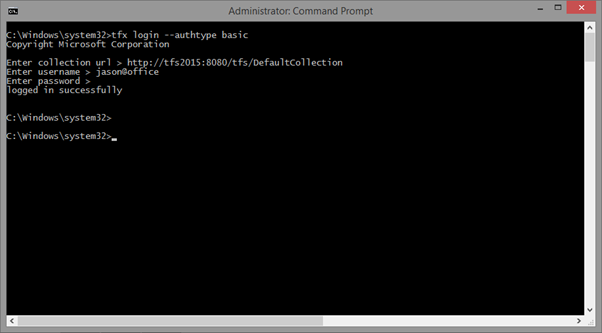 Administrator: Command Prompt
C:\Windows\system32>tfx login --authtype basic
Copyright Microsoft Corporation
Enter collection url > http://tfs2015:8080/tfs/DefaultCollection
Enter username > jason@office
Enter password >
logged in successfully
C:\Windows\system32>
C:\Windows\system32>